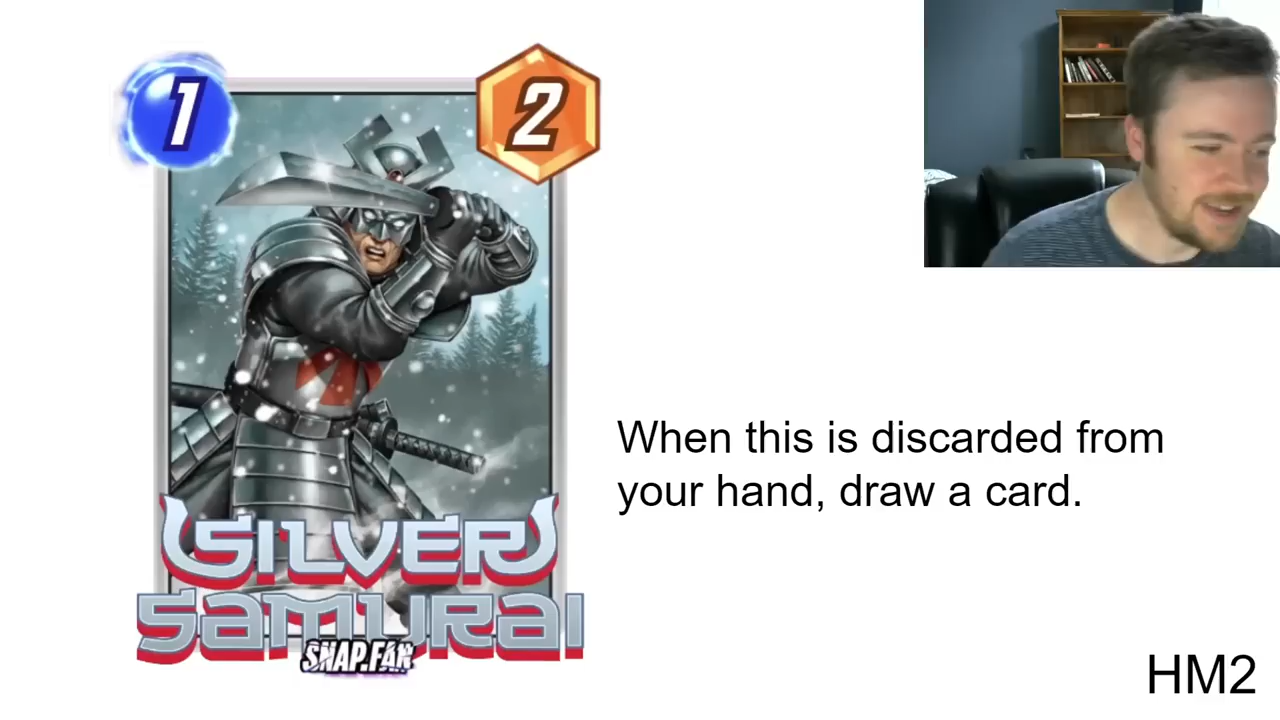 1
2
When this is discarded from
your hand, draw a card.
SILVER
SAMURAI
SNAP.FAN
HM2